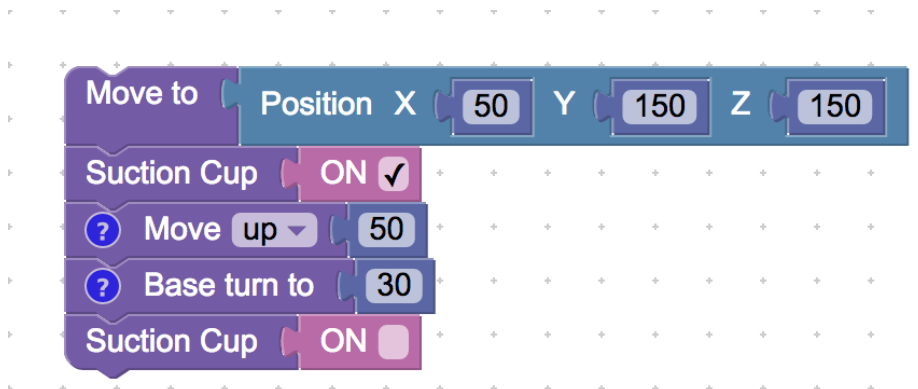 Move to Position X 50 Y 150 Z 150
Suction Cup ON ✓
? Move up 50
? Base turn to 30
Suction Cup ON